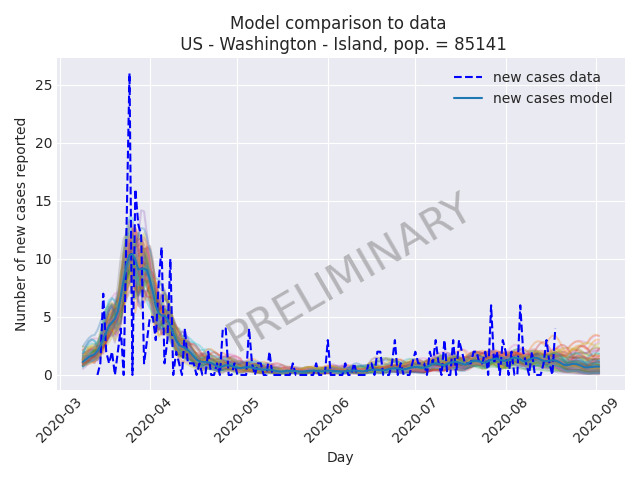 Model comparison to data
US - Washington - Island, pop. = 85141
new cases data
new cases model
PRELIMINARY
Number of new cases reported
25
20
15
10
5
0
2020-03
2020-04
2020-05
2020-06
2020-07
2020-08
2020-09
Day